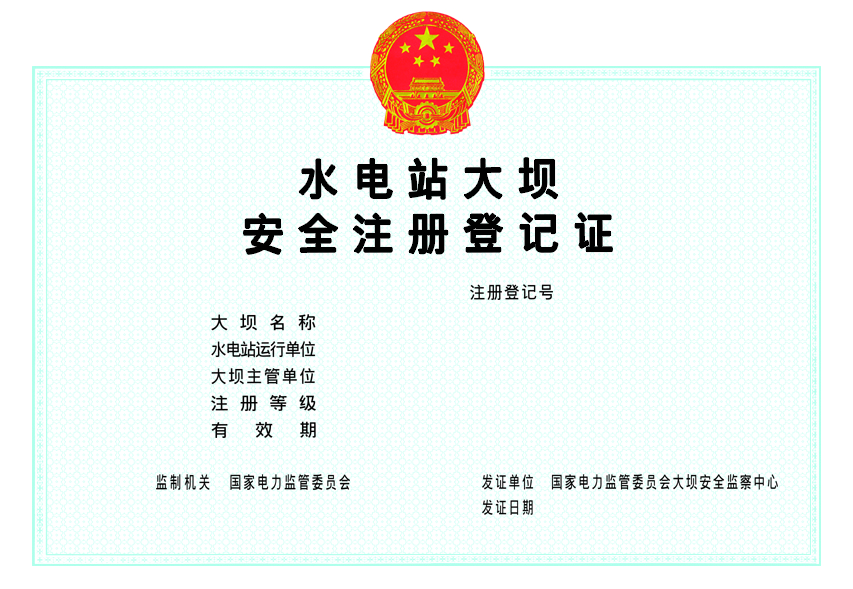 水电站大坝
安全注册登记证
注册登记号
大坝名称
水电站运行单位
大坝主管单位
注册等级
有效期
监制机关 国家电力监管委员会
发证单位 国家电力监管委员会大坝安全监察中心
发证日期